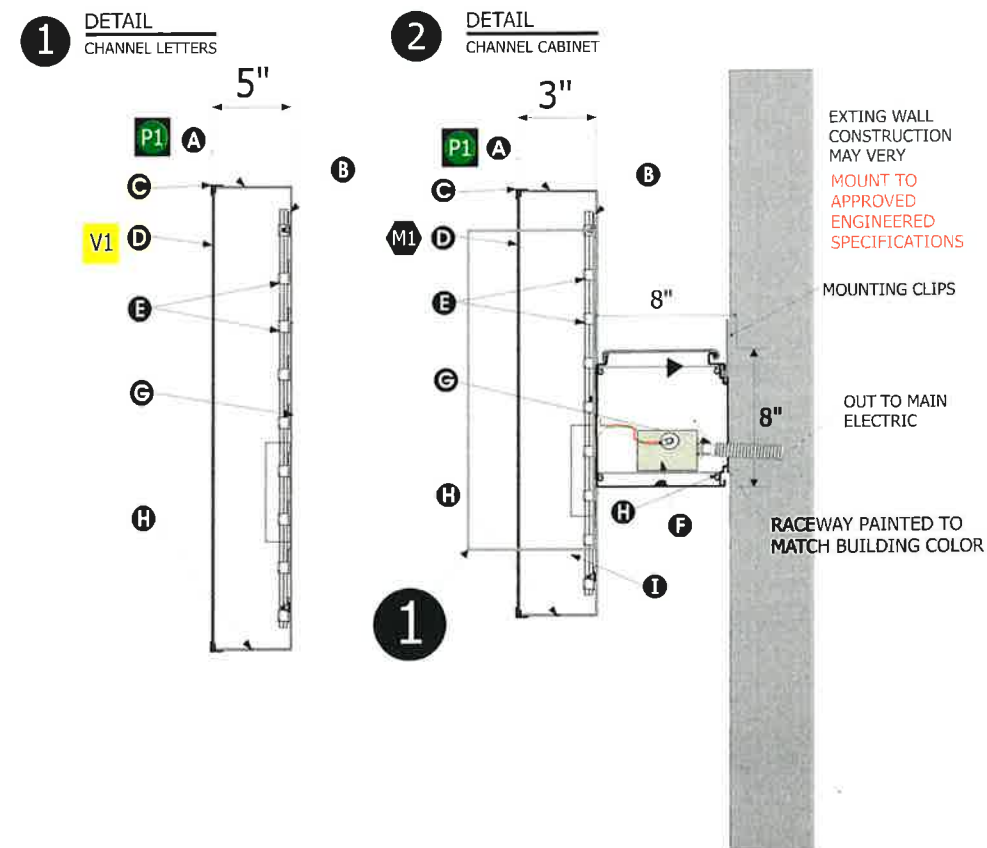 1
DETAIL
CHANNEL LETTERS
5"
P1 A
B
C
V1 D
E
G
H
2
DETAIL
CHANNEL CABINET
3"
P1 A
B
C
M1 D
E
8"
G
H
H
F
I
1
8"
EXTING WALL
CONSTRUCTION
MAY VERY
MOUNT TO
APPROVED
ENGINEERED
SPECIFICATIONS
MOUNTING CLIPS
OUT TO MAIN
ELECTRIC
RACEWAY PAINTED TO
MATCH BUILDING COLOR